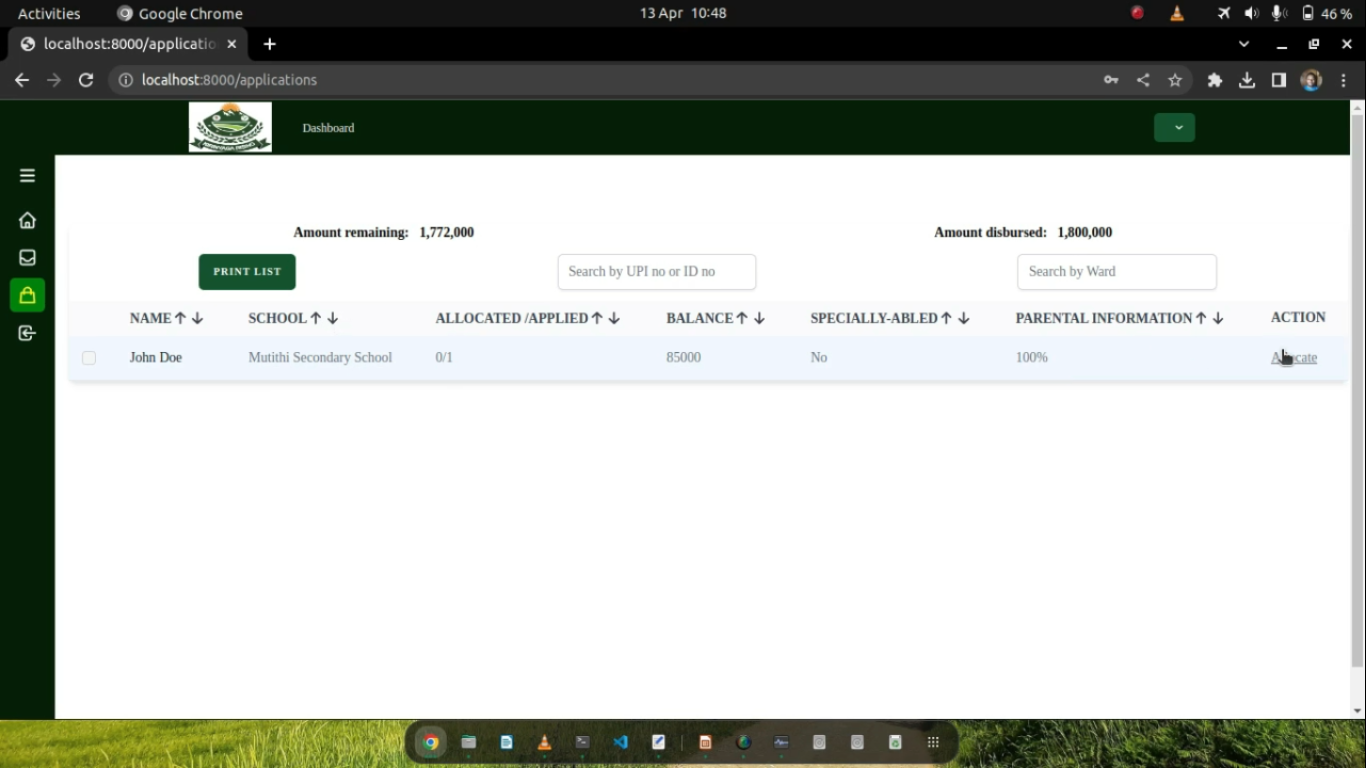 Activities Google Chrome 13 Apr 10:48 46 %
localhost:8000/applicatio
localhost:8000/applications
Dashboard
Amount remaining: 1,772,000 Amount disbursed: 1,800,000
PRINT LIST Search by UPI no or ID no Search by Ward
NAME SCHOOL ALLOCATED /APPLIED BALANCE SPECIALLY-ABLED PARENTAL INFORMATION ACTION
John Doe Mutithi Secondary School 0/1 85000 No 100% Allocate